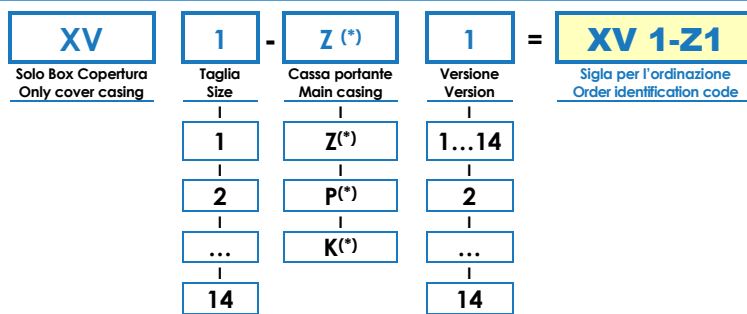 XV 1 - Z (*) 1 = XV 1-Z1
Solo Box Copertura Taglia Cassa portante Versione Sigla per l'ordinazione
Only cover casing Size Main casing Version Order identification code
1 Z(*) 1...14
2 P(*) 2
... K(*) ...
14 14